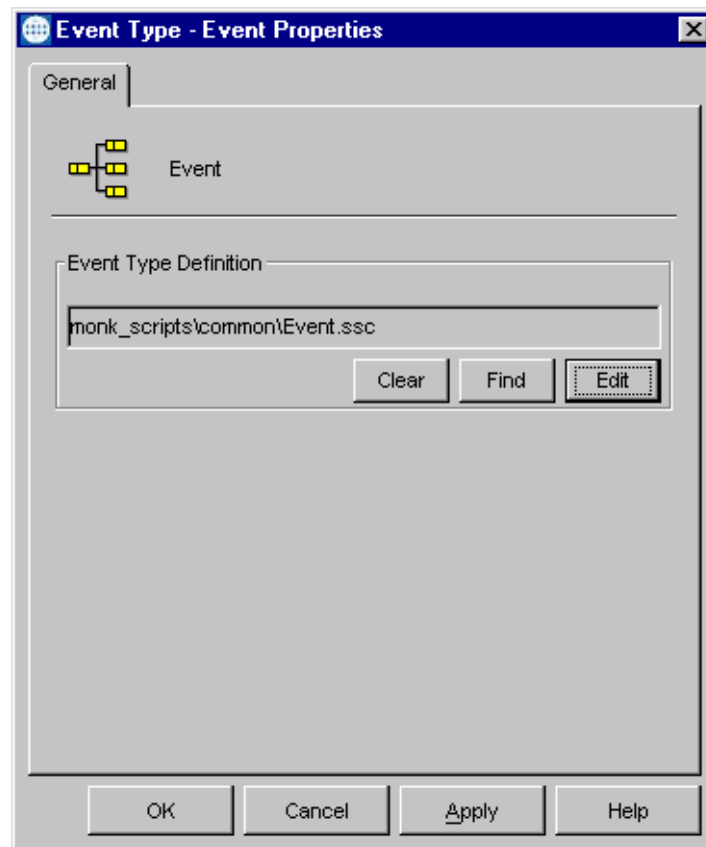 Event Type - Event Properties
General
Event
Event Type Definition
monk_scripts\common\Event.ssc
Clear Find Edit
OK Cancel Apply Help